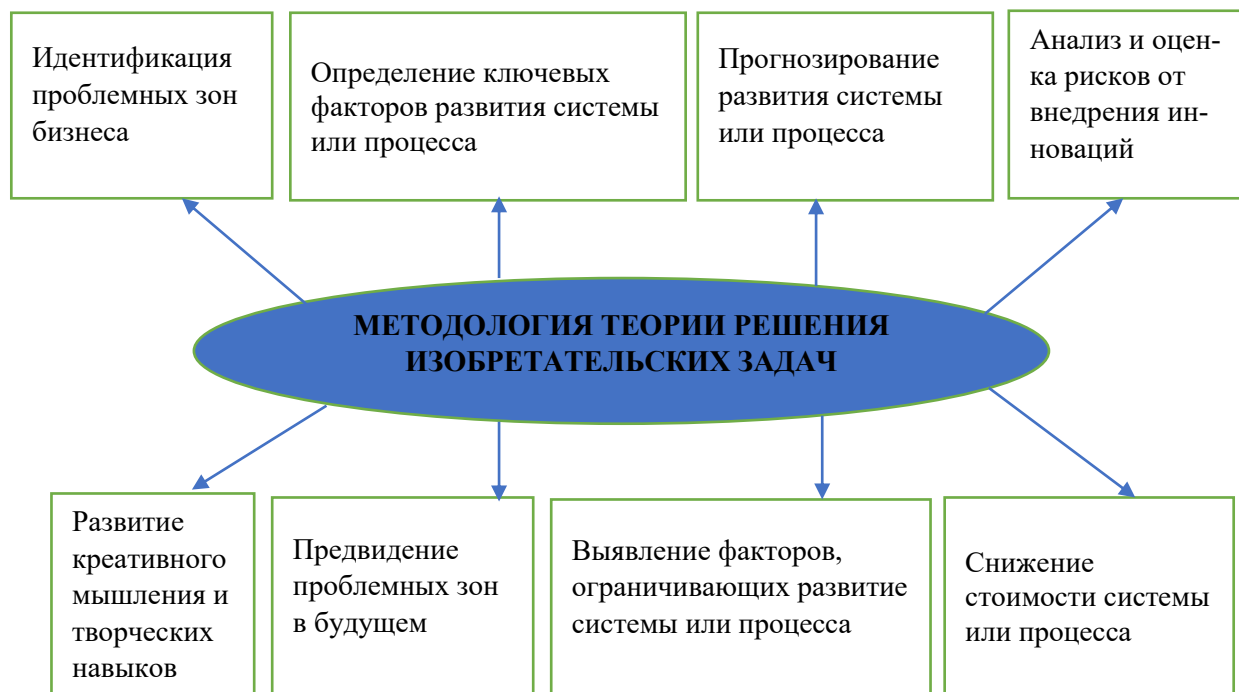 Идентификация
проблемных зон
бизнеса
Определение ключевых
факторов развития системы
или процесса
Прогнозирование
развития системы
или процесса
Анализ и оцен-
ка рисков от
внедрения ин-
новаций
МЕТОДОЛОГИЯ ТЕОРИИ РЕШЕНИЯ
ИЗОБРЕТАТЕЛЬСКИХ ЗАДАЧ
Развитие
креативного
мышления и
творческих
навыков
Предвидение
проблемных зон
в будущем
Выявление факторов,
ограничивающих развитие
системы или процесса
Снижение
стоимости системы
или процесса